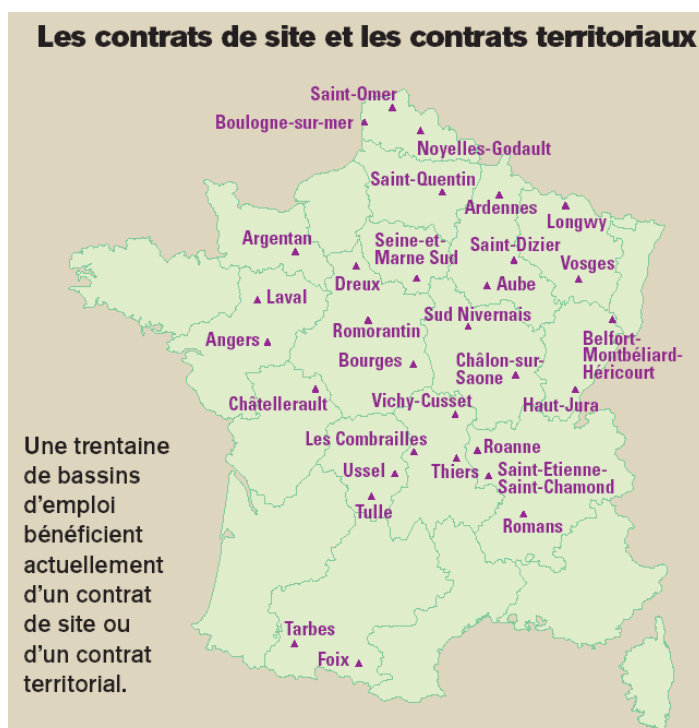 Les contrats de site et les contrats territoriaux
Saint-Omer
Boulogne-sur-mer
Noyelles-Godault
Saint-Quentin
Ardennes
Longwy
Argentan
Seine-et-
Marne Sud
Saint-Dizier
Vosges
Dreux
Aube
Laval
Sud Nivernais
Romorantin
Angers
Belfort-
Montbéliard-
Héricourt
Bourges
Châlon-sur-
Saone
Châtellerault
Vichy-Cusset
Haut-Jura
Les Combrailles
Roanne
Ussel
Thiers
Saint-Etienne-
Saint-Chamond
Tulle
Romans
Une trentaine
de bassins
d’emploi
bénéficient
actuellement
d’un contrat
de site ou
d’un contrat
territorial.
Tarbes
Foix